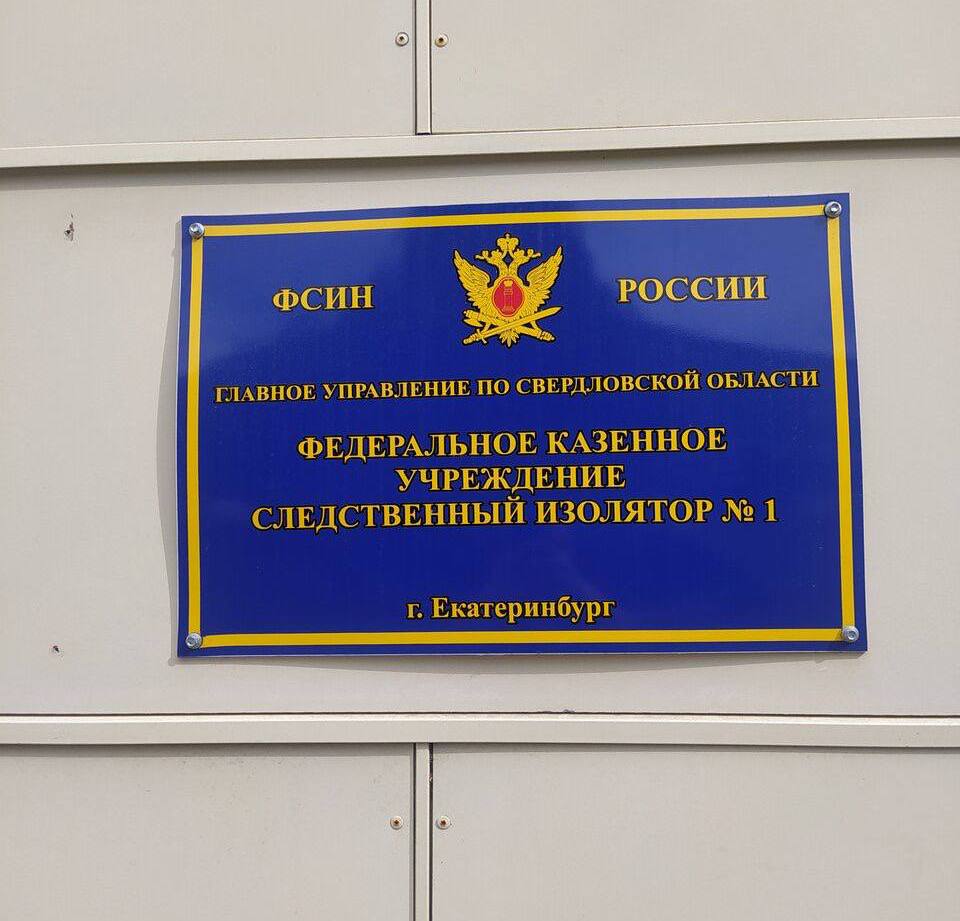 ФСИН РОССИИ
ГЛАВНОЕ УПРАВЛЕНИЕ ПО СВЕРДЛОВСКОЙ ОБЛАСТИ
ФЕДЕРАЛЬНОЕ КАЗЕННОЕ
УЧРЕЖДЕНИЕ
СЛЕДСТВЕННЫЙ ИЗОЛЯТОР № 1
г. Екатеринбург